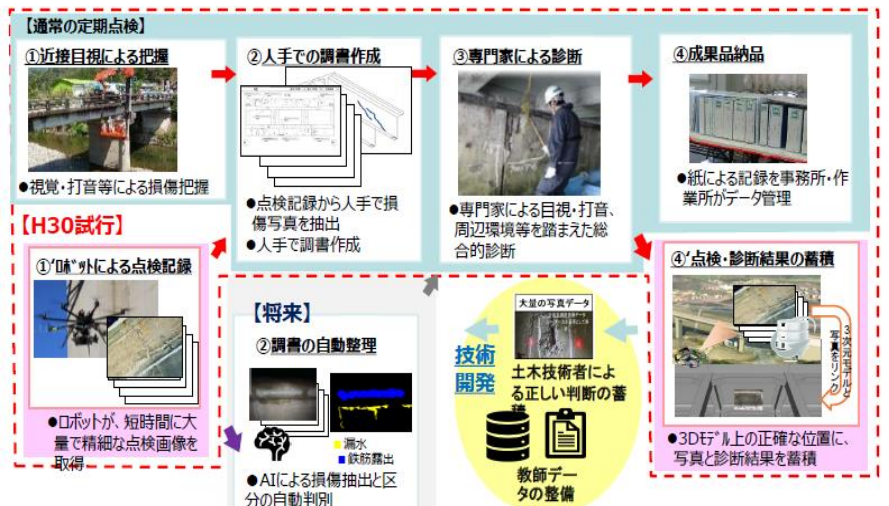 【通常の定期点検】
①近接目視による把握
●視覚・打音等による損傷把握
②人手での調書作成
●点検記録から人手で損
傷写真を抽出
●人手で調書作成
③専門家による診断
●専門家による目視・打音、
周辺環境等を踏まえた総
合的診断
④成果品納品
●紙による記録を事務所・作
業所がデータ管理
【H30試行】
①'ロボットによる点検記録
●ロボットが、短時間に大
量で精細な点検画像を
取得
【将来】
②調書の自動整理
漏水
鉄筋露出
●AIによる損傷抽出と区
分の自動判別
技術
開発
大量の写真データ
土木技術者によ
る正しい判断の蓄
積
教師デー
タの整備
④'点検・診断結果の蓄積
3次元モデルと
写真をリンク
●3Dモデル上の正確な位置に、
写真と診断結果を蓄積